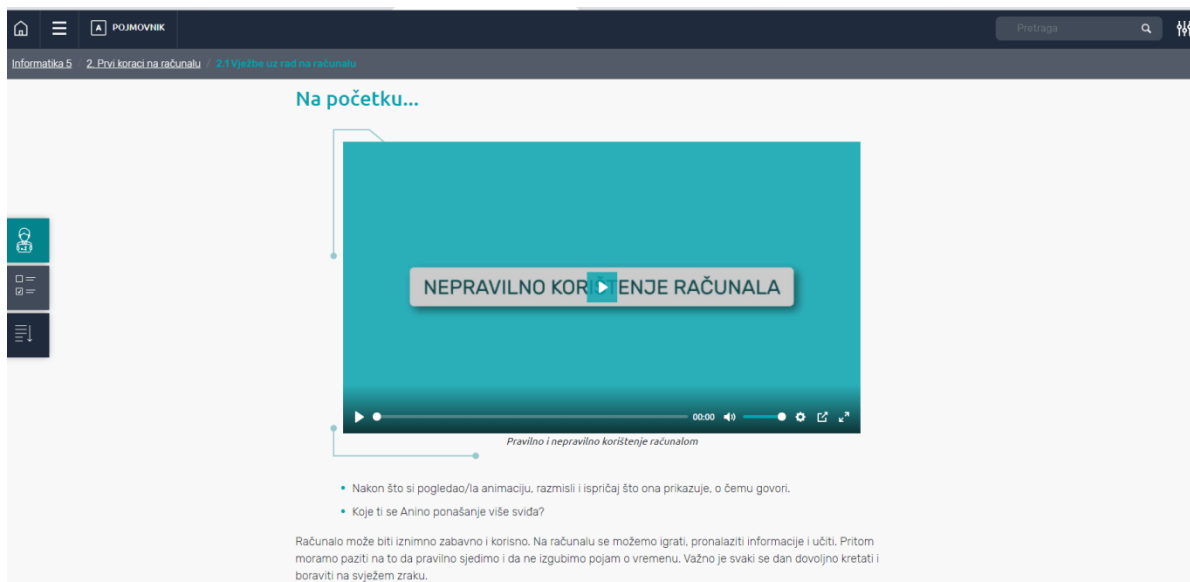 A POJMOVNIK
Pretraga
Informatika 5 / 2. Prvi koraci na računalu / 2.1 Vježbe uz rad na računalu
Na početku...
NEPRAVILNO KORIŠTENJE RAČUNALA
00:00
Pravilno i nepravilno korištenje računalom
• Nakon što si pogledao/la animaciju, razmisli i ispričaj što ona prikazuje, o čemu govori.
• Koje ti se Anino ponašanje više sviđa?
Računalo može biti iznimno zabavno i korisno. Na računalu se možemo igrati, pronalaziti informacije i učiti. Pritom
moramo paziti na to da pravilno sjedimo i da ne izgubimo pojam o vremenu. Važno je svaki se dan dovoljno kretati i
boraviti na svježem zraku.